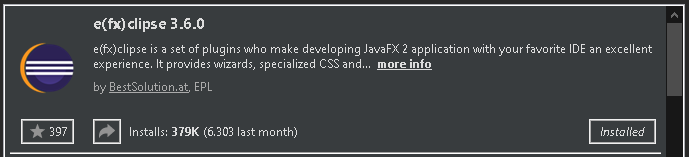 e(fx)clipse 3.6.0
e(fx)clipse is a set of plugins who make developing JavaFX 2 application with your favorite IDE an excellent
experience. It provides wizards, specialized CSS and... more info
by BestSolution.at, EPL
397 Installs: 379K (6.303 last month) Installed